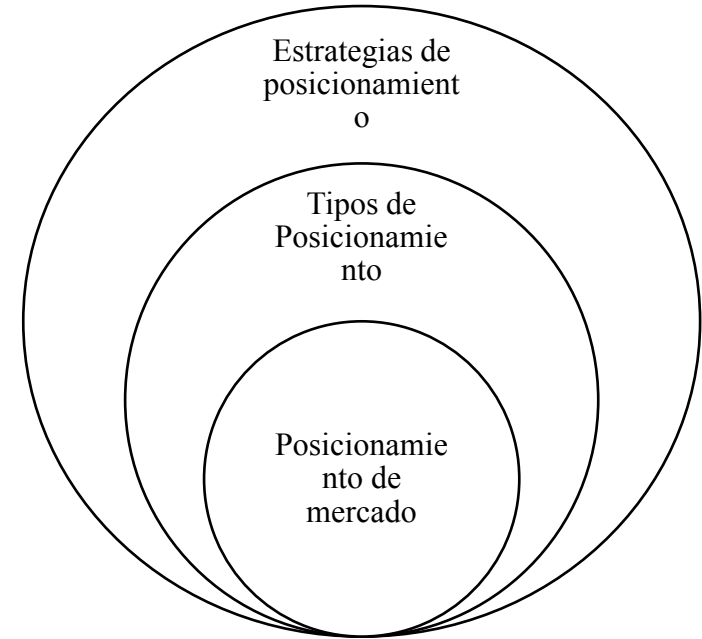 Estrategias de
posicionamient
o
Tipos de
Posicionamie
nto
Posicionamie
nto de
mercado